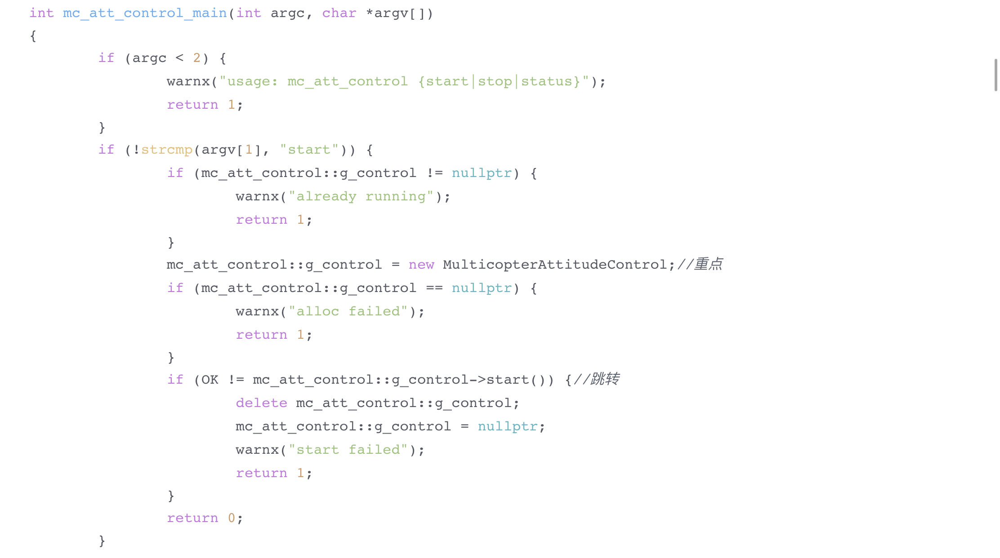 int mc_att_control_main(int argc, char *argv[])
{
if (argc < 2) {
warnx("usage: mc_att_control {start|stop|status}");
return 1;
}
if (!strcmp(argv[1], "start")) {
if (mc_att_control::g_control != nullptr) {
warnx("already running");
return 1;
}
mc_att_control::g_control = new MulticopterAttitudeControl;//重点
if (mc_att_control::g_control == nullptr) {
warnx("alloc failed");
return 1;
}
if (OK != mc_att_control::g_control->start()) {//跳转
delete mc_att_control::g_control;
mc_att_control::g_control = nullptr;
warnx("start failed");
return 1;
}
return 0;
}